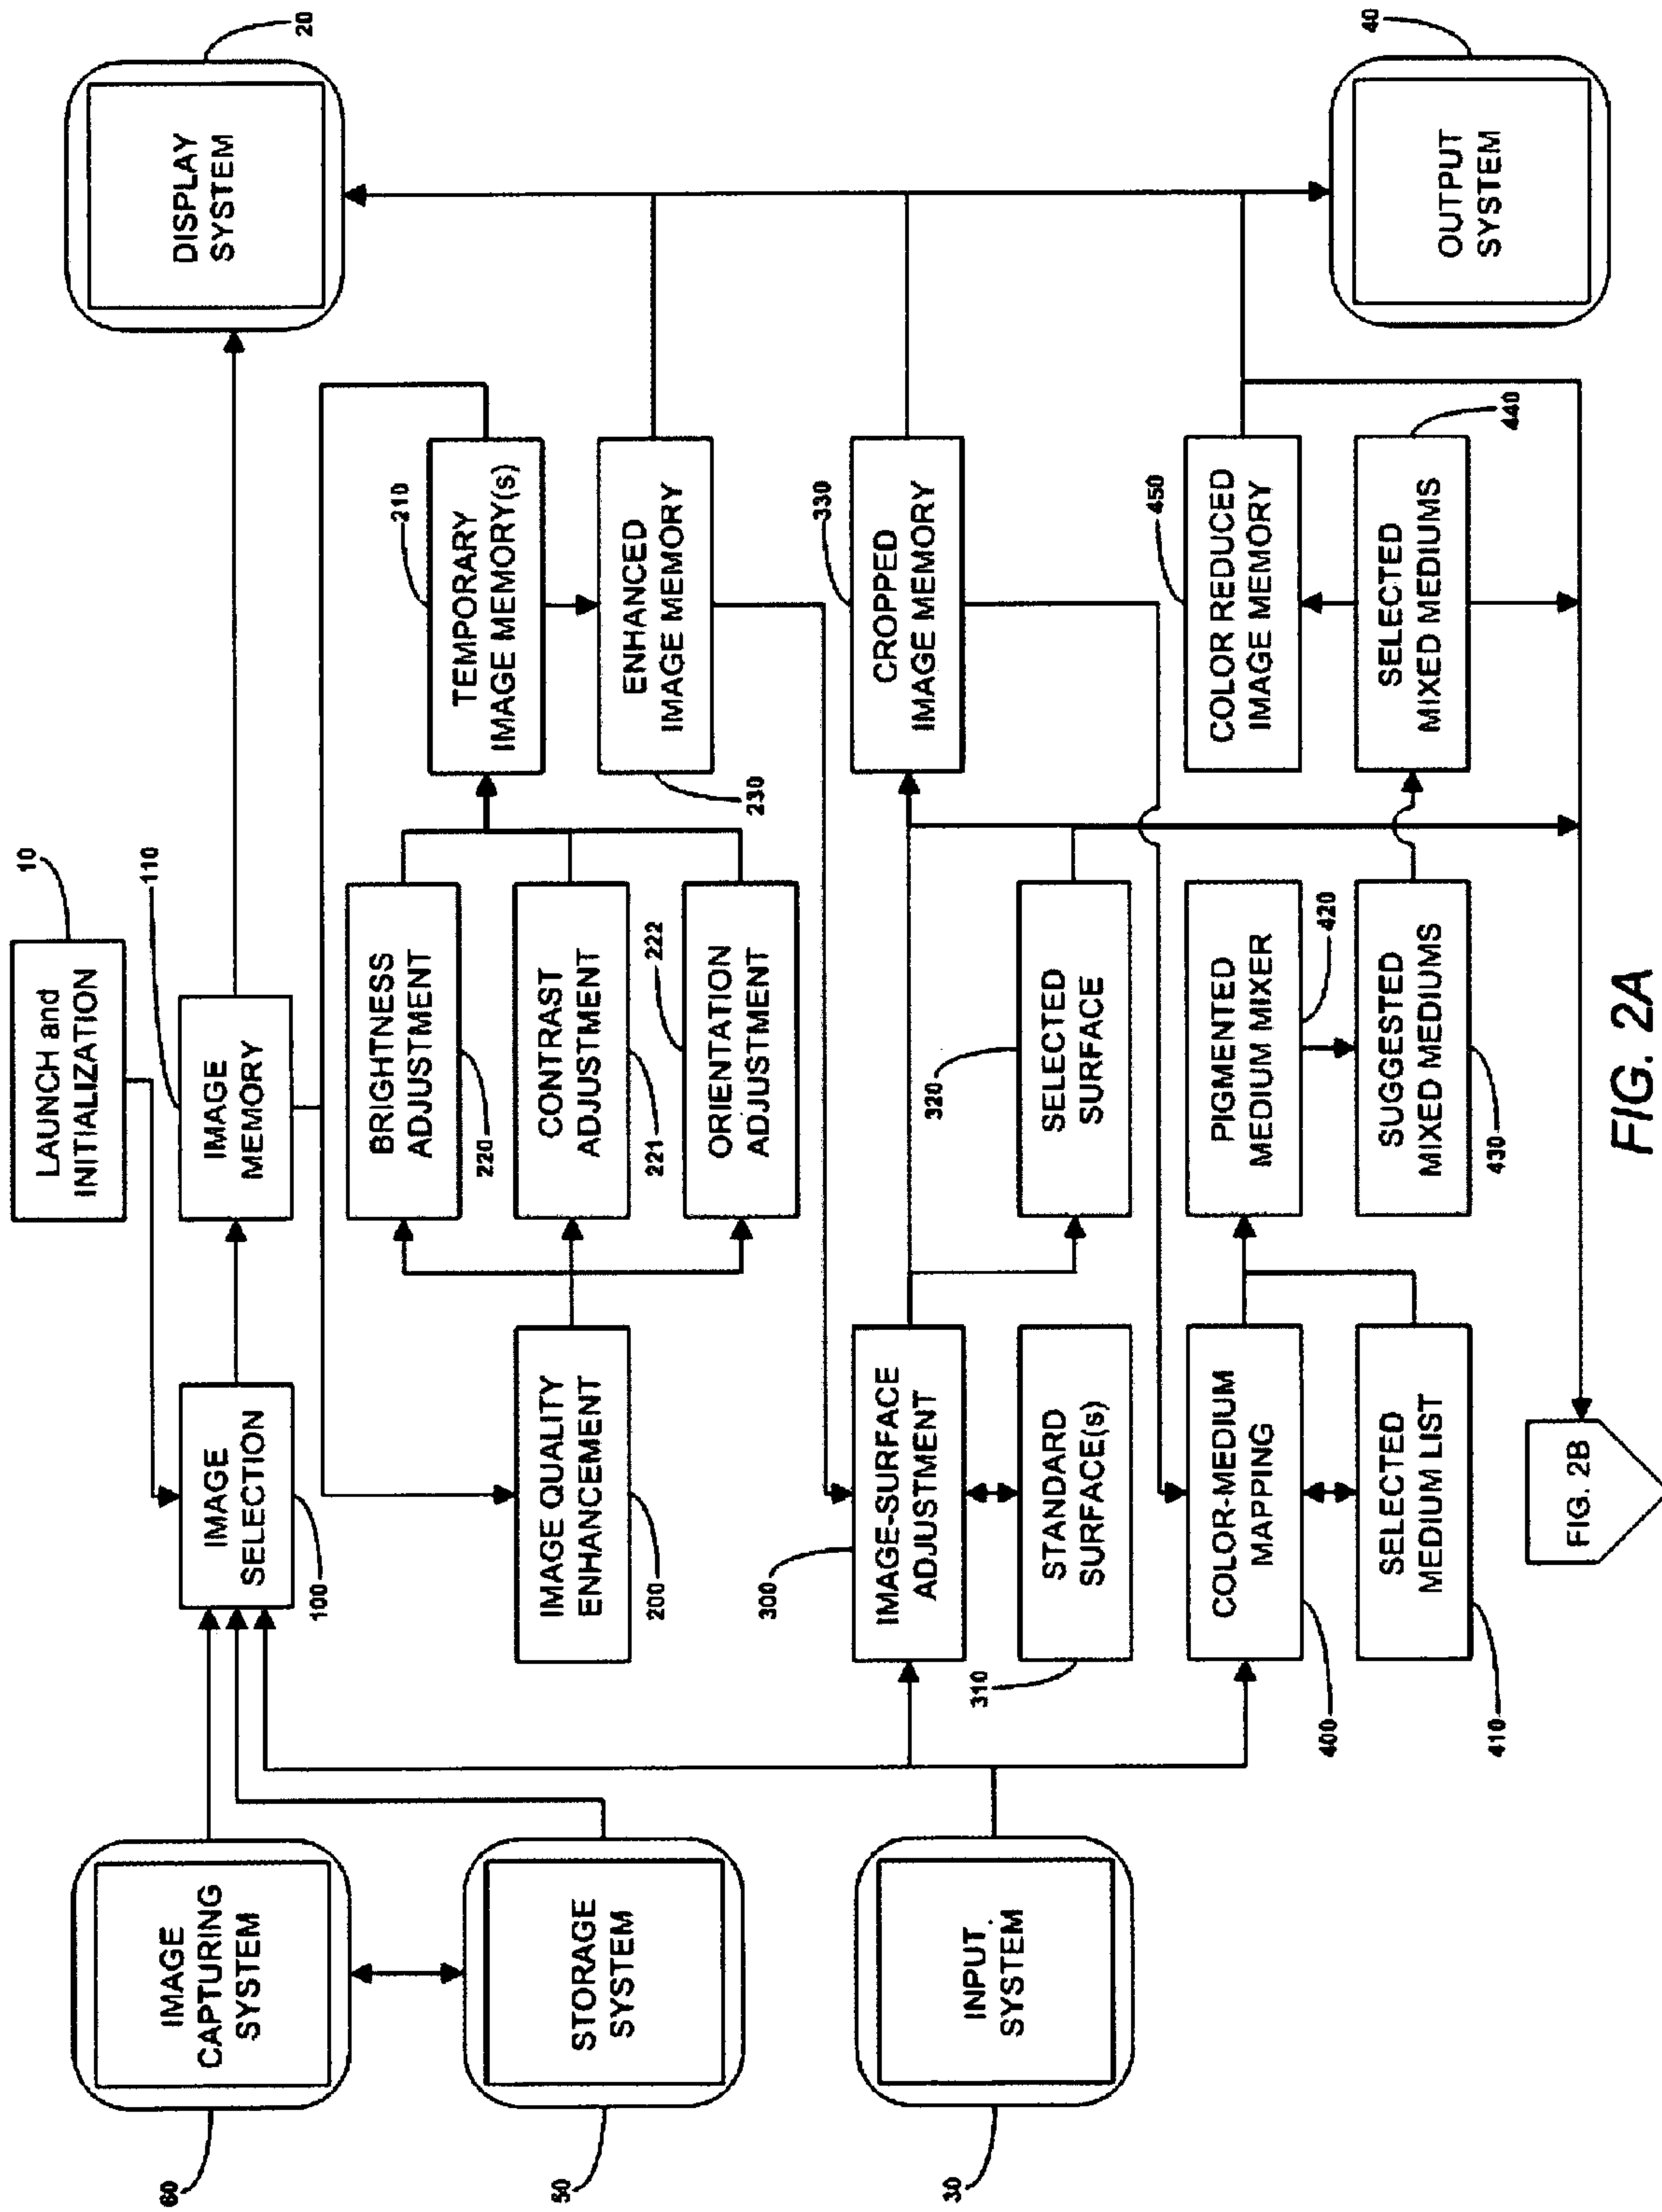 10
LAUNCH and
INITIALIZATION
20
DISPLAY
SYSTEM
60
IMAGE
CAPTURING
SYSTEM
100
IMAGE
SELECTION
110
IMAGE
MEMORY
50
STORAGE
SYSTEM
200
IMAGE QUALITY
ENHANCEMENT
220
BRIGHTNESS
ADJUSTMENT
221
CONTRAST
ADJUSTMENT
222
ORIENTATION
ADJUSTMENT
210
TEMPORARY
IMAGE MEMORY(s)
230
ENHANCED
IMAGE MEMORY
30
INPUT
SYSTEM
300
IMAGE-SURFACE
ADJUSTMENT
310
STANDARD
SURFACE(s)
320
SELECTED
SURFACE
330
CROPPED
IMAGE MEMORY
400
COLOR-MEDIUM
MAPPING
410
SELECTED
MEDIUM LIST
420
PIGMENTED
MEDIUM MIXER
430
SUGGESTED
MIXED MEDIUMS
450
COLOR REDUCED
IMAGE MEMORY
440
SELECTED
MIXED MEDIUMS
40
OUTPUT
SYSTEM
FIG. 2B
FIG. 2A